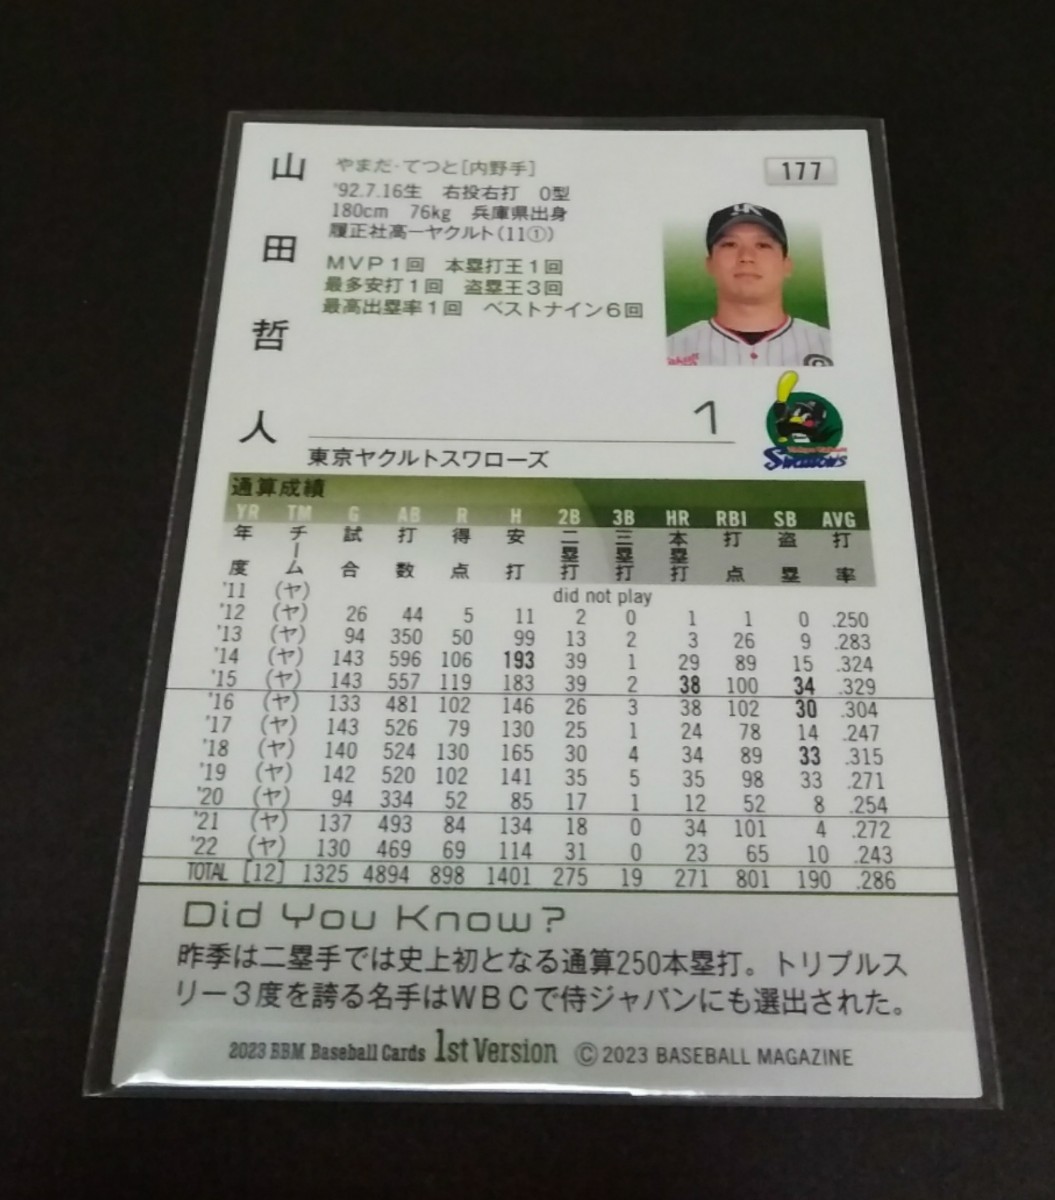 山田哲人
やまだ・てつと[内野手]
177
'92.7.16生 右投右打 O型
180cm 76kg 兵庫県出身
履正社高ーヤクルト(11①)
MVP1回 本塁打王1回
最多安打1回 盗塁王3回
最高出塁率1回 ベストナイン6回
1
東京ヤクルトスワローズ
Swallows
通算成績
YR TM G AB R H 2B 3B HR RBI SB AVG
年度 チーム 試合 打数 得点 安打 二塁打 三塁打 本塁打 打点 盗塁 打率
'11 (ヤ) did not play
'12 (ヤ) 26 44 5 11 2 0 1 1 0 .250
'13 (ヤ) 94 350 50 99 13 2 3 26 9 .283
'14 (ヤ) 143 596 106 193 39 1 29 89 15 .324
'15 (ヤ) 143 557 119 183 39 2 38 100 34 .329
'16 (ヤ) 133 481 102 146 26 3 38 102 30 .304
'17 (ヤ) 143 526 79 130 25 1 24 78 14 .247
'18 (ヤ) 140 524 130 165 30 4 34 89 33 .315
'19 (ヤ) 142 520 102 141 35 5 35 98 33 .271
'20 (ヤ) 94 334 52 85 17 1 12 52 8 .254
'21 (ヤ) 137 493 84 134 18 0 34 101 4 .272
'22 (ヤ) 130 469 69 114 31 0 23 65 10 .243
TOTAL [12] 1325 4894 898 1401 275 19 271 801 190 .286
Did You Know?
昨季は二塁手では史上初となる通算250本塁打。トリプルス
リー3度を誇る名手はWBCで侍ジャパンにも選出された。
2023 BBM Baseball Cards 1st Version © 2023 BASEBALL MAGAZINE